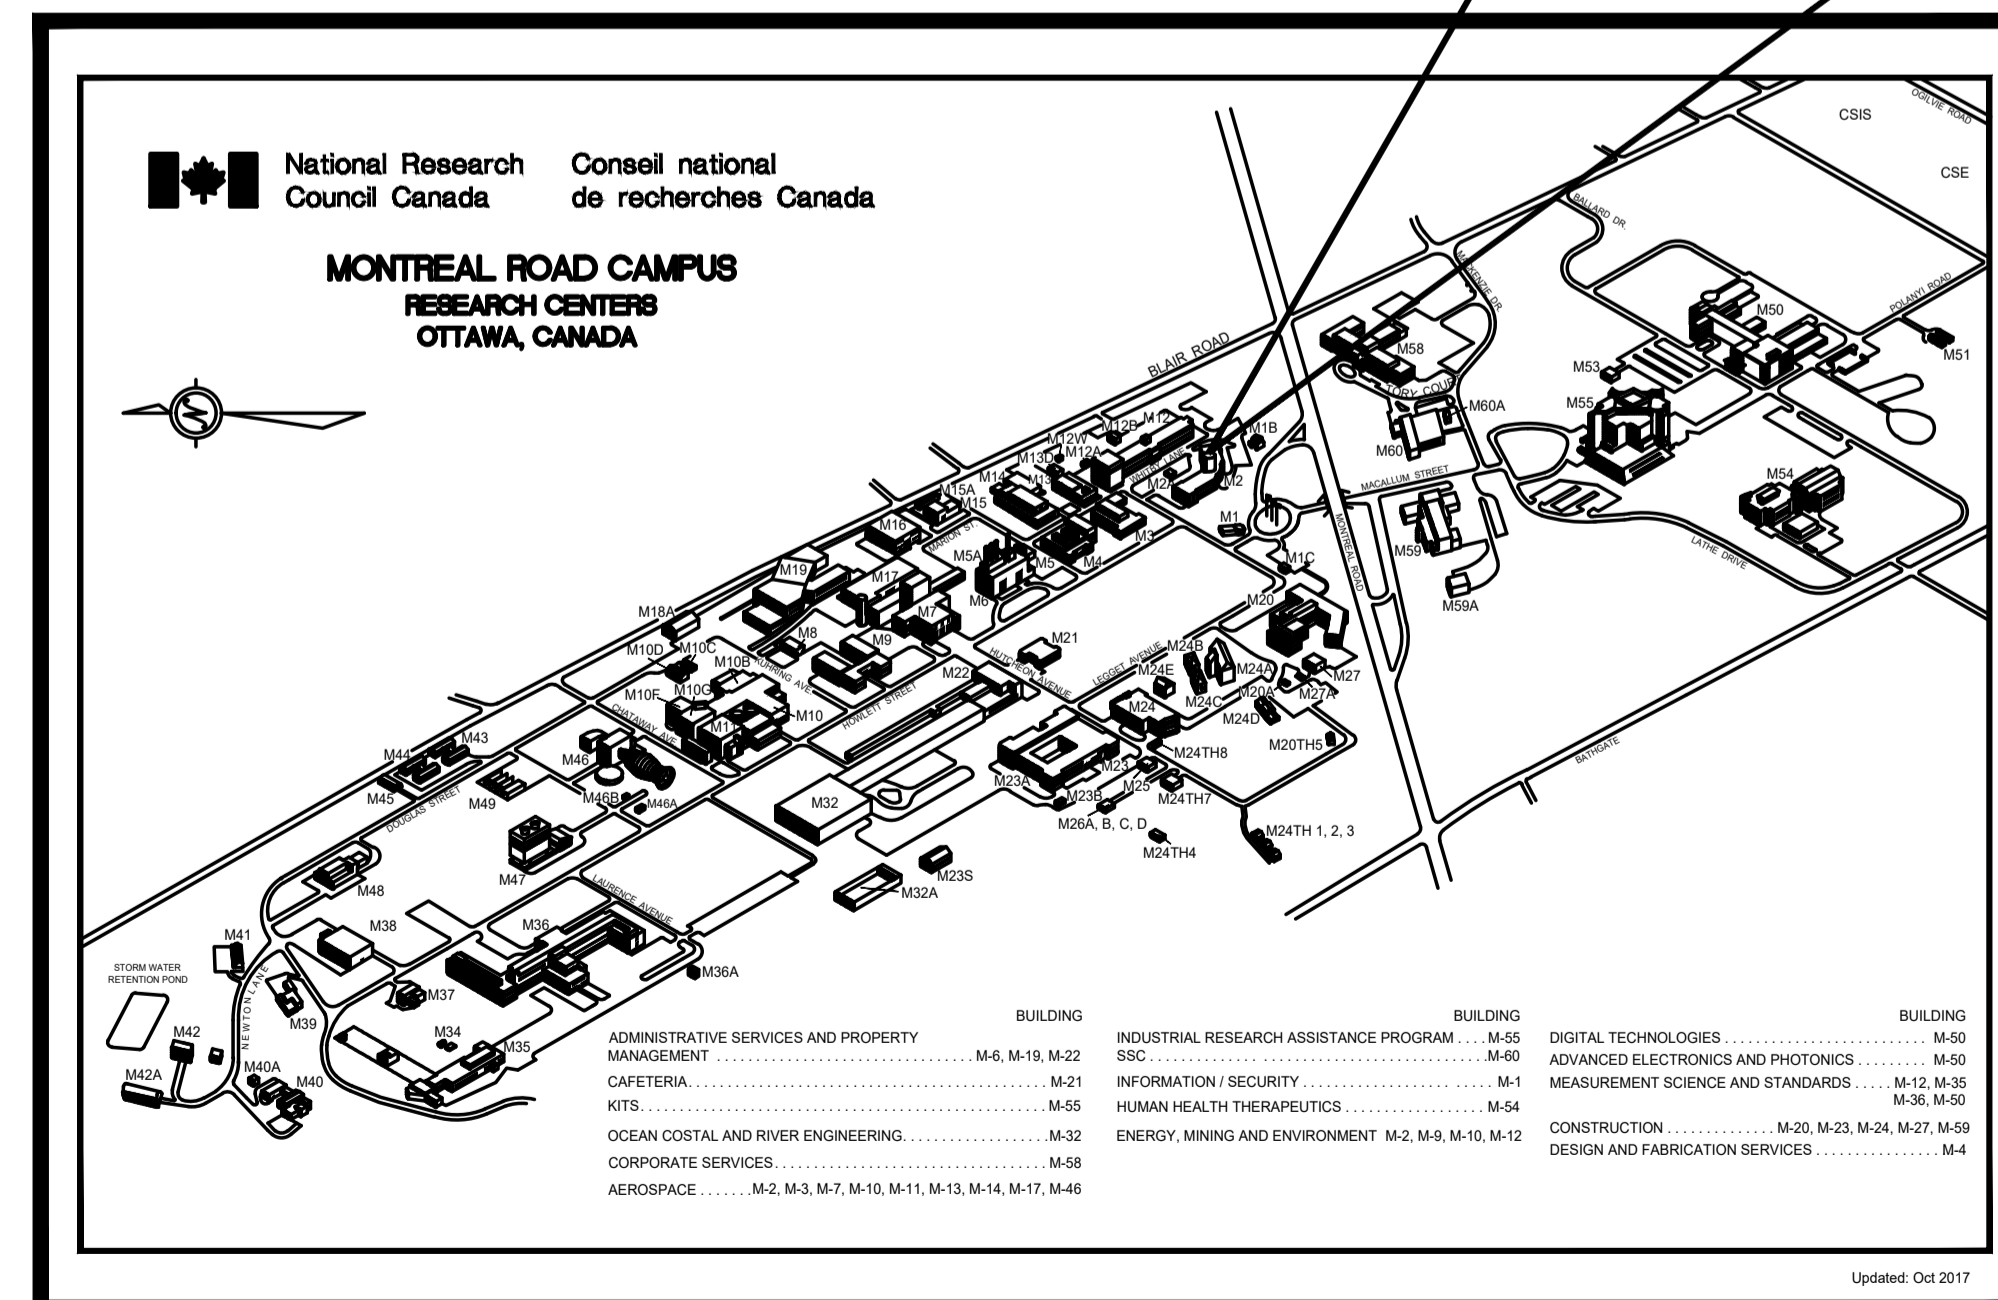 National Research Council Canada
Conseil national de recherches Canada
MONTREAL ROAD CAMPUS
RESEARCH CENTERS
OTTAWA, CANADA
N
CSIS
OGILVIE ROAD
CSE
BALLARD DR.
MACKENZIE DR.
POLANYI ROAD
M50
M51
BLAIR ROAD
M58
M53
TORY COURT
M55
M60A
M60
M12
M12B
M1B
M12W
M12A
M13D
WHITBY LANE
M14
M13
M2A
M2
MACALLUM STREET
M54
M15A
M15
M1
M16
MARION ST.
M3
MONTREAL ROAD
M59
LATHE DRIVE
M5A
M5
M4
M1C
M19
M17
M6
M20
M59A
M18A
M7
M8
M9
M21
M10D
M10C
M10B
KUHRING AVE.
HUTCHEON AVENUE
LEGGET AVENUE
M24B
M24E
M24A
M22
M27
M27A
M10F
M10G
M10
HOWLETT STREET
M24C
M20A
M24
M24D
CHATAWAY AVE
M11
M43
M44
M46
M24TH8
M20TH5
BATHGATE
M23
M23A
M45
M49
M46B
M46A
M32
M23B
M25
M24TH7
DOUGLAS STREET
M26A, B, C, D
M24TH 1, 2, 3
M24TH4
M47
M48
LAURENCE AVENUE
M23S
M32A
M38
M36
M41
STORM WATER
RETENTION POND
M36A
NEWTON LANE
M37
M39
M42
M34
M35
M42A
M40A
M40
BUILDING
ADMINISTRATIVE SERVICES AND PROPERTY
MANAGEMENT . . . . . . . . . . . . . . . . . . . . . . . . . . . . . . . . . M-6, M-19, M-22
CAFETERIA. . . . . . . . . . . . . . . . . . . . . . . . . . . . . . . . . . . . . . . . . . . . . . M-21
KITS. . . . . . . . . . . . . . . . . . . . . . . . . . . . . . . . . . . . . . . . . . . . . . . . . . . . M-55
OCEAN COSTAL AND RIVER ENGINEERING. . . . . . . . . . . . . . . . . . .M-32
CORPORATE SERVICES. . . . . . . . . . . . . . . . . . . . . . . . . . . . . . . . . . . M-58
AEROSPACE . . . . . . .M-2, M-3, M-7, M-10, M-11, M-13, M-14, M-17, M-46
BUILDING
INDUSTRIAL RESEARCH ASSISTANCE PROGRAM . . . . M-55
SSC . . . . . . . . . . . . . . . . . . . . . . . . . . . . . . . . . . . . . . . . . . .M-60
INFORMATION / SECURITY . . . . . . . . . . . . . . . . . . . . . . . . M-1
HUMAN HEALTH THERAPEUTICS . . . . . . . . . . . . . . . . . . M-54
ENERGY, MINING AND ENVIRONMENT M-2, M-9, M-10, M-12
BUILDING
DIGITAL TECHNOLOGIES . . . . . . . . . . . . . . . . . . . . . . . . . . M-50
ADVANCED ELECTRONICS AND PHOTONICS . . . . . . . . . M-50
MEASUREMENT SCIENCE AND STANDARDS . . . . . M-12, M-35
M-36, M-50
CONSTRUCTION . . . . . . . . . . . . . . M-20, M-23, M-24, M-27, M-59
DESIGN AND FABRICATION SERVICES . . . . . . . . . . . . . . . . M-4
Updated: Oct 2017